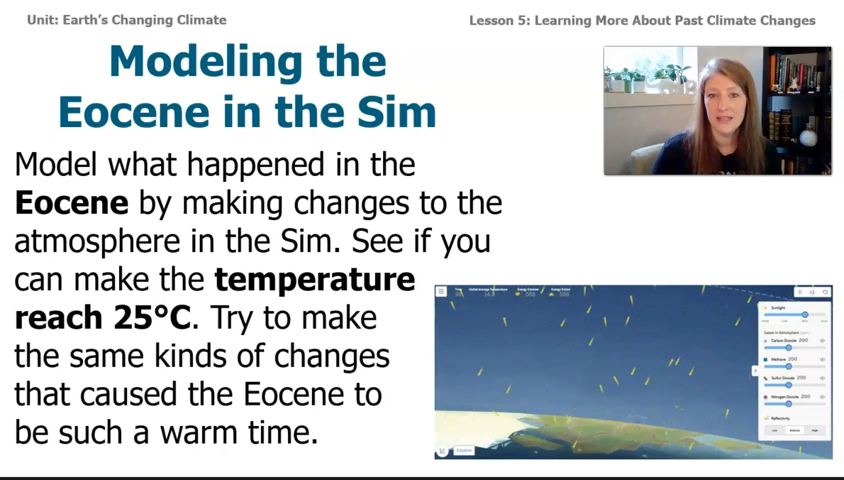 Unit: Earth's Changing Climate
Lesson 5: Learning More About Past Climate Changes
Modeling the
Eocene in the Sim
Model what happened in the
Eocene by making changes to the
atmosphere in the Sim. See if you
can make the temperature
reach 25°C. Try to make
the same kinds of changes
that caused the Eocene to
be such a warm time.
Global Average Temperature
Sunlight
Carbon Dioxide 200
Methane 200
Sulfur Dioxide 200
Nitrogen Dioxide 200
Reflectivity